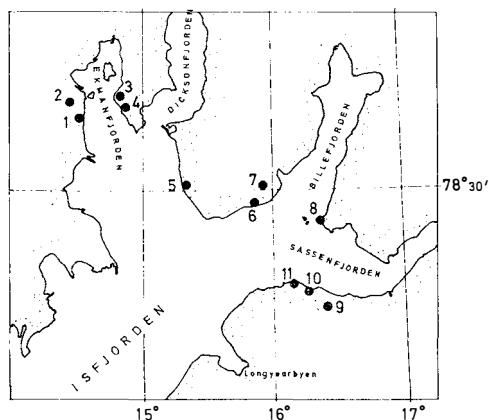 EKMANFJORDEN
DICKSONFJORDEN
BILLEFJORDEN
3
2
4
1
5
7
78°30'
6
8
SASSENFJORDEN
11
10
9
ISFJORDEN
Longyearbyen
15°
16°
17°